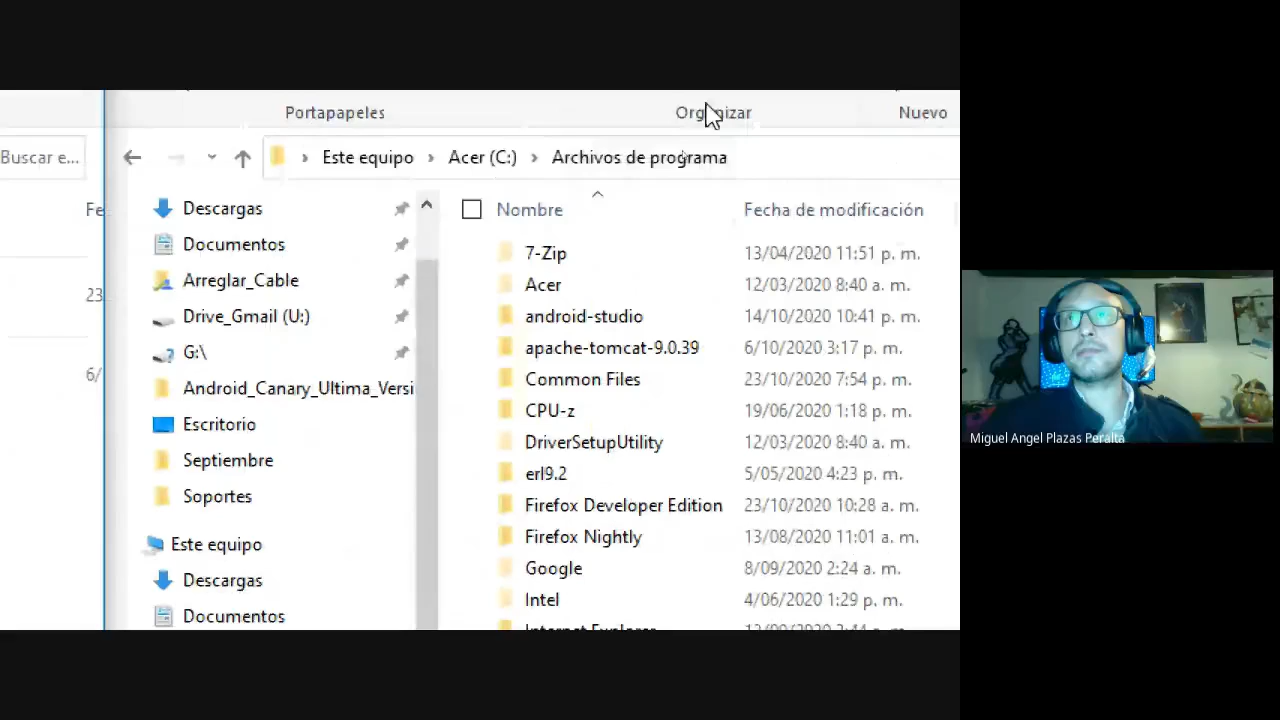 Portapapeles Organizar Nuevo
Buscar e... Este equipo Acer (C:) Archivos de programa
Fe
23
6/
Descargas
Documentos
Arreglar_Cable
Drive_Gmail (U:)
G:\
Android_Canary_Ultima_Versi
Escritorio
Septiembre
Soportes
Este equipo
Descargas
Documentos
Nombre Fecha de modificación
7-Zip 13/04/2020 11:51 p. m.
Acer 12/03/2020 8:40 a. m.
android-studio 14/10/2020 10:41 p. m.
apache-tomcat-9.0.39 6/10/2020 3:17 p. m.
Common Files 23/10/2020 7:54 p. m.
CPU-z 19/06/2020 1:18 p. m.
DriverSetupUtility 12/03/2020 8:40 a. m.
erl9.2 5/05/2020 4:23 p. m.
Firefox Developer Edition 23/10/2020 10:28 a. m.
Firefox Nightly 13/08/2020 11:01 a. m.
Google 8/09/2020 2:24 a. m.
Intel 4/06/2020 1:29 p. m.
Internet Explorer
Miguel Angel Plazas Peralta